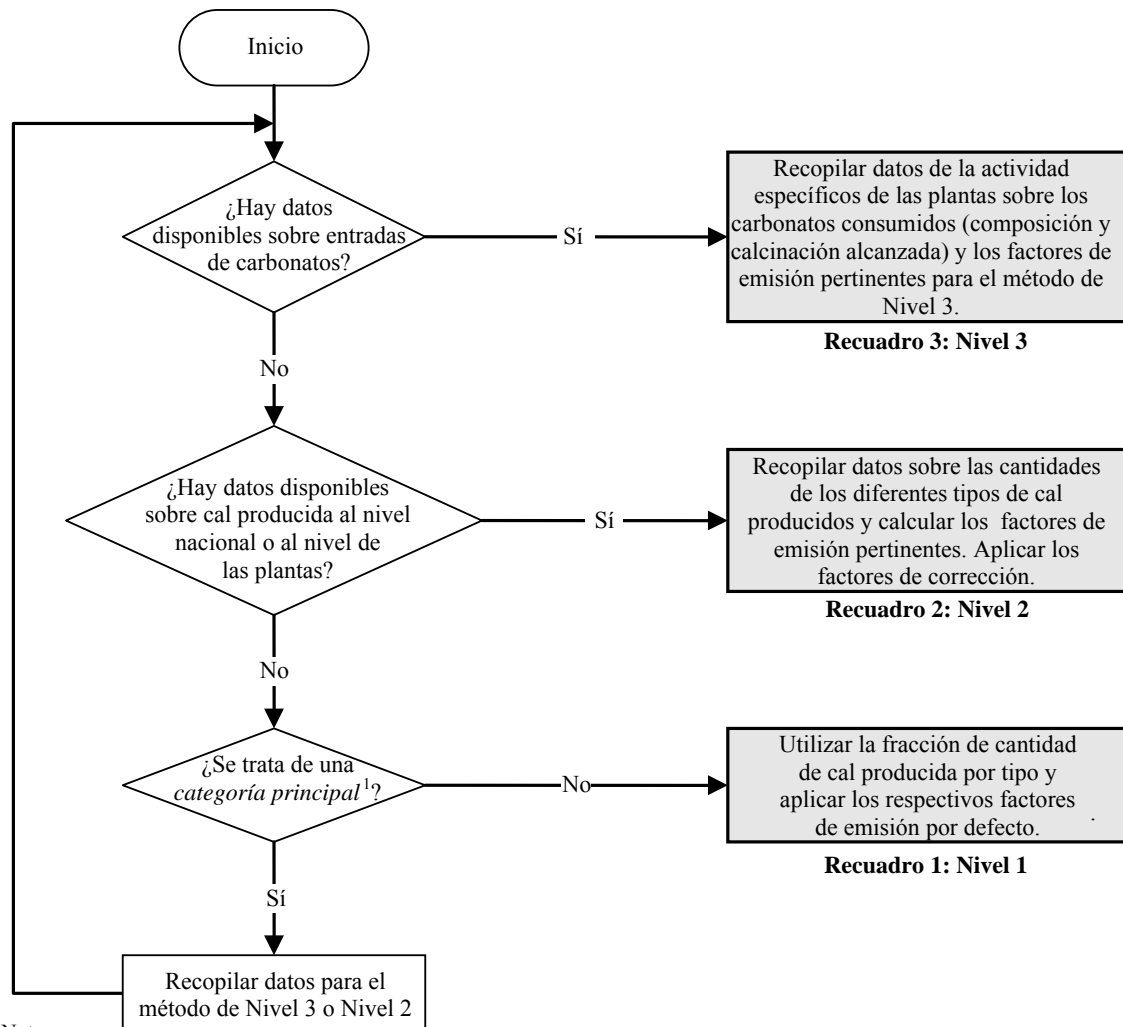 Inicio
¿Hay datos
disponibles sobre entradas
de carbonatos?
Sí
Recopilar datos de la actividad
específicos de las plantas sobre los
carbonatos consumidos (composición y
calcinación alcanzada) y los factores de
emisión pertinentes para el método de
Nivel 3.
Recuadro 3: Nivel 3
No
¿Hay datos disponibles
sobre cal producida al nivel
nacional o al nivel de
las plantas?
Sí
Recopilar datos sobre las cantidades
de los diferentes tipos de cal
producidos y calcular los factores de
emisión pertinentes. Aplicar los
factores de corrección.
Recuadro 2: Nivel 2
No
¿Se trata de una
categoría principal¹?
No
Utilizar la fracción de cantidad
de cal producida por tipo y
aplicar los respectivos factores
de emisión por defecto.
Recuadro 1: Nivel 1
Sí
Recopilar datos para el
método de Nivel 3 o Nivel 2